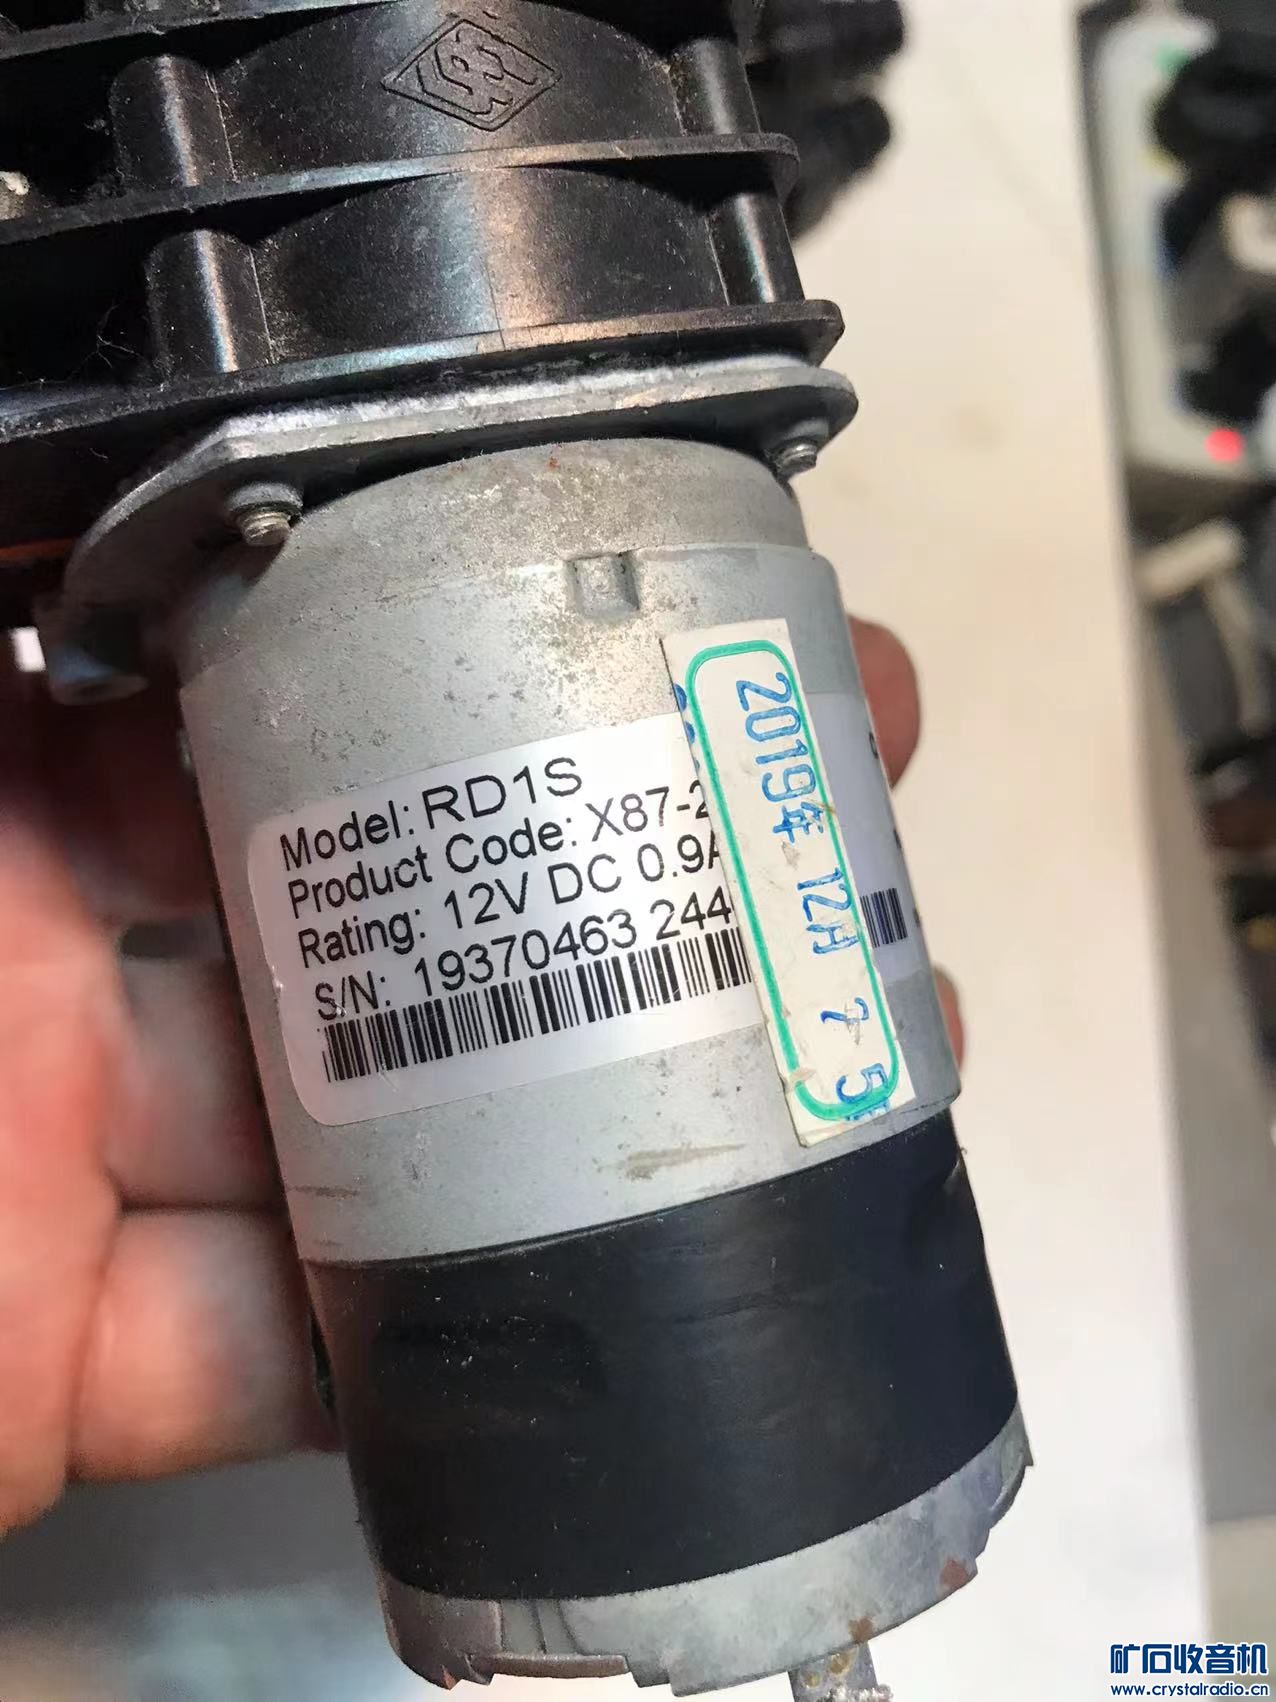 Model: RD1S
Product Code: X87-2
Rating: 12V DC 0.9A
S/N: 19370463 244
2019年 12月 7 5
矿石收音机
www.crystalradio.cn